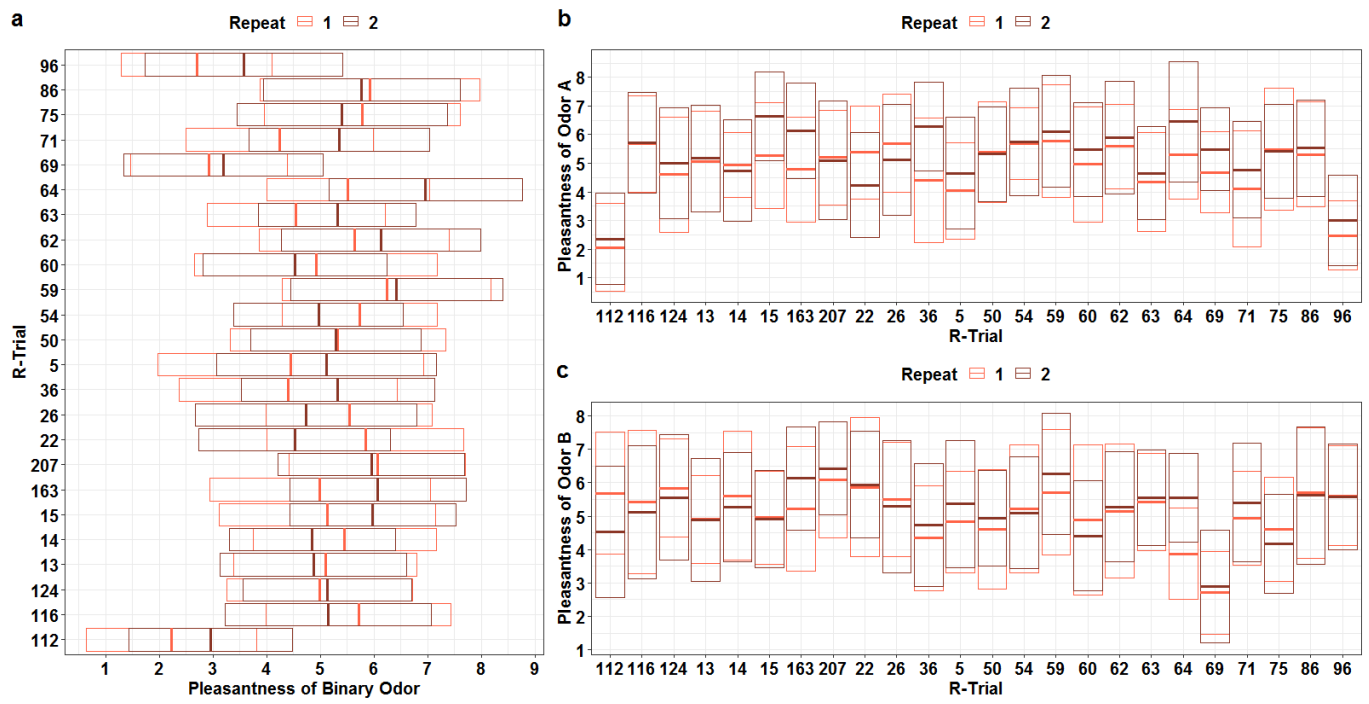 a
Repeat 1 2
R-Trial
96
86
75
71
69
64
63
62
60
59
54
50
5
36
26
22
207
163
15
14
13
124
116
112
1 2 3 4 5 6 7 8 9
Pleasantness of Binary Odor
b
Repeat 1 2
Pleasantness of Odor A
8
7
6
5
4
3
2
1
112 116 124 13 14 15 163 207 22 26 36 5 50 54 59 60 62 63 64 69 71 75 86 96
R-Trial
c
Repeat 1 2
Pleasantness of Odor B
8
7
6
5
4
3
2
1
112 116 124 13 14 15 163 207 22 26 36 5 50 54 59 60 62 63 64 69 71 75 86 96
R-Trial